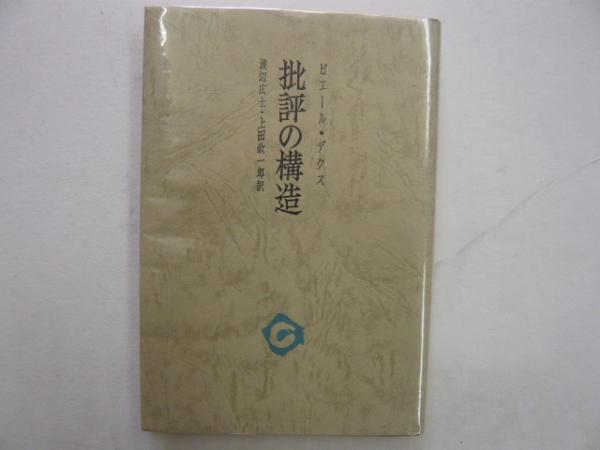 ピエール・デクス
批評の構造
渡辺広士・上田欽一郎訳